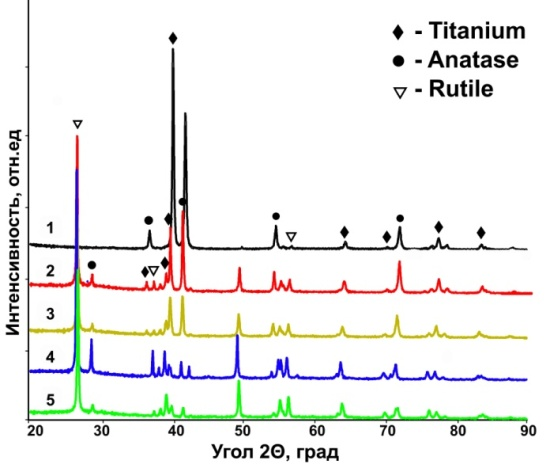 ♦ - Titanium
● - Anatase
▽ - Rutile
Интенсивность, отн.ед
1
2
3
4
5
20 30 40 50 60 70 80 90
Угол 2Θ, град